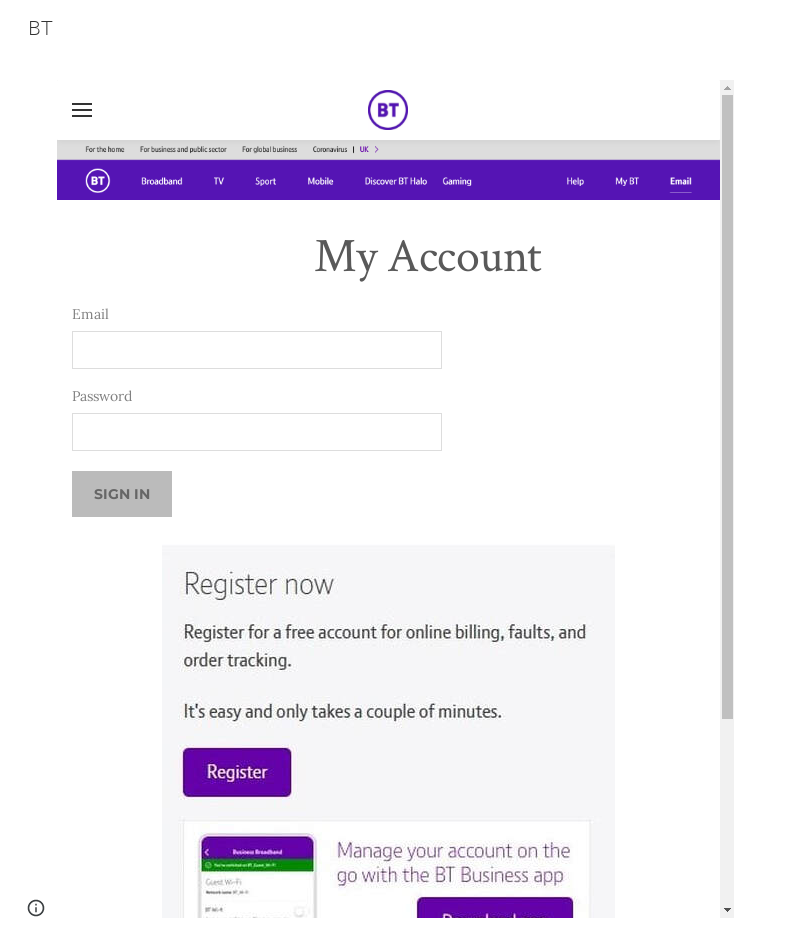 BT
BT
For the home For business and public sector For global business Coronavirus | UK >
BT Broadband TV Sport Mobile Discover BT Halo Gaming Help My BT Email
My Account
Email
Password
SIGN IN
Register now
Register for a free account for online billing, faults, and
order tracking.
It's easy and only takes a couple of minutes.
Register
Business Broadband
Manage your account on the
go with the BT Business app
Guest Wi-Fi
BT Wi-fi